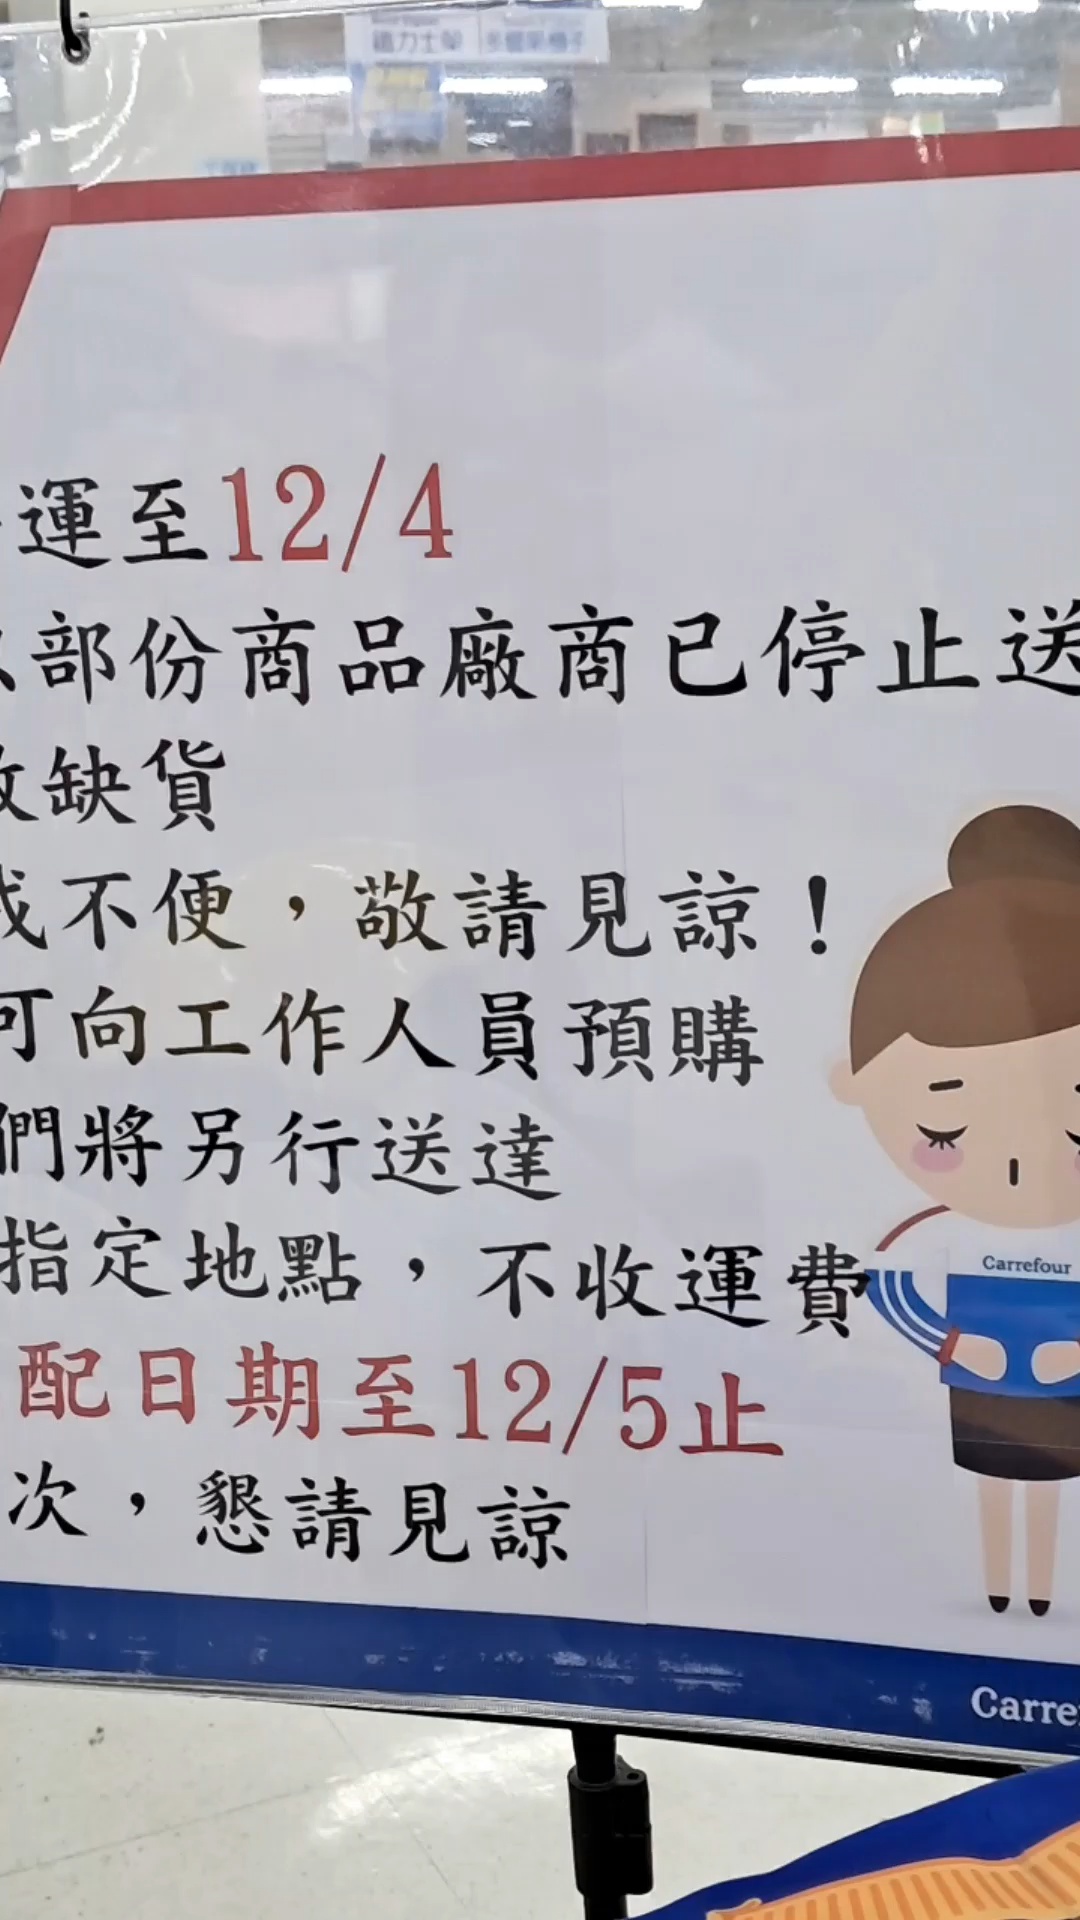 運至12/4
部份商品廠商已停止送
缺貨
不便，敬請見諒！
可向工作人員預購
們將另行送達
指定地點，不收運費
配日期至12/5止
次，懇請見諒
Carrefour
Carre